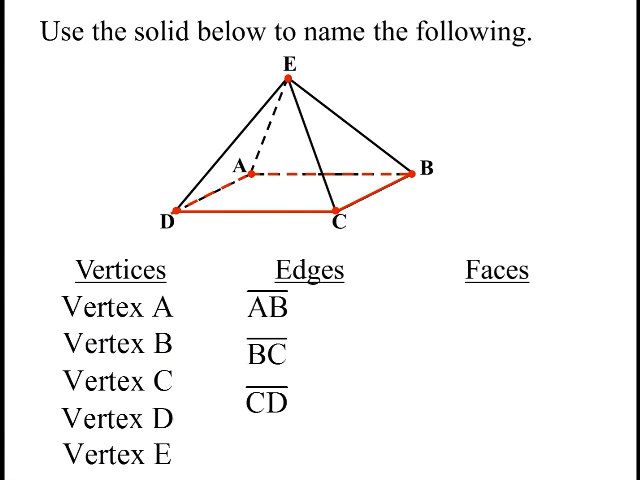 Use the solid below to name the following.
E
A
B
D
C
Vertices Edges Faces
Vertex A AB
Vertex B BC
Vertex C CD
Vertex D
Vertex E